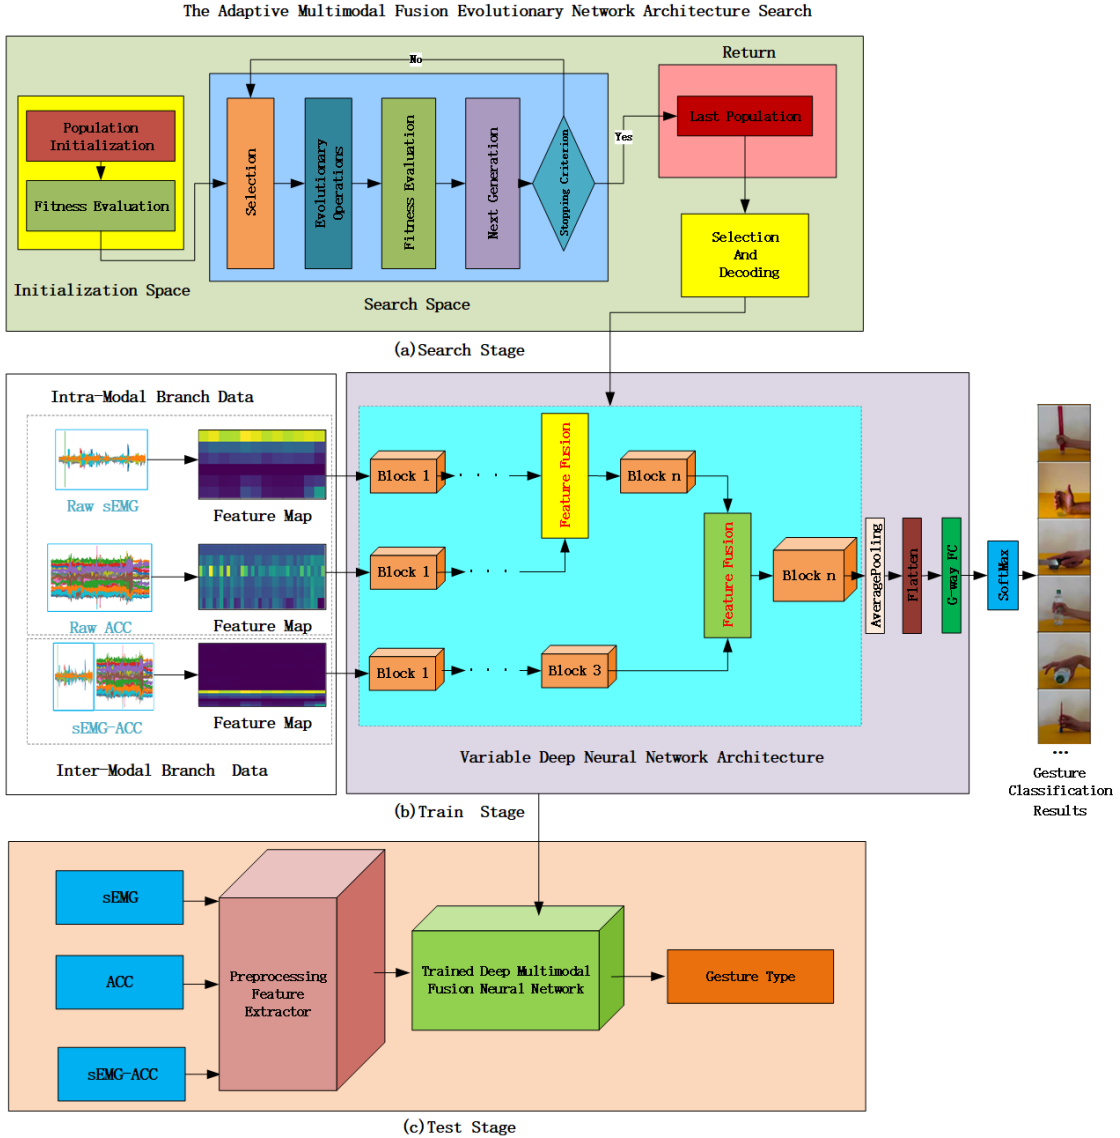 The Adaptive Multimodal Fusion Evolutionary Network Architecture Search
Return
No
Population
Initialization
Fitness Evaluation
Selection
Evolutionary
Operations
Fitness Evaluation
Next Generation
Stopping Criterion
Yes
Last Population
Selection
And
Decoding
Initialization Space
Search Space
(a)Search Stage
Intra-Modal Branch Data
Raw sEMG
Feature Map
Raw ACC
Feature Map
sEMG-ACC
Feature Map
Inter-Modal Branch Data
Block 1
· · · ·
Feature Fusion
Block n
Block 1
· · · ·
Feature Fusion
Block n
Block 1
· · · ·
Block 3
AveragePooling
Flatten
G-way FC
SoftMax
Variable Deep Neural Network Architecture
...
Gesture
Classification
Results
(b)Train Stage
sEMG
ACC
sEMG-ACC
Preprocessing
Feature
Extractor
Trained Deep Multimodal
Fusion Neural Network
Gesture Type
(c)Test Stage